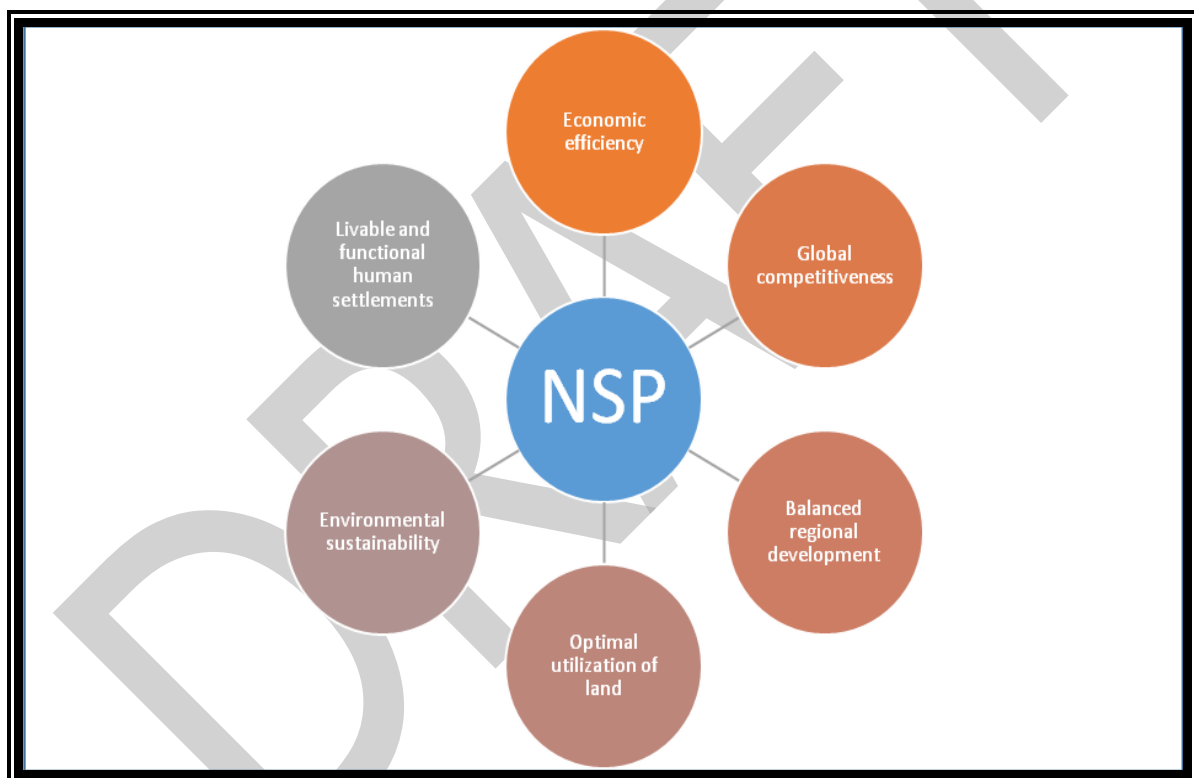 Economic
efficiency
Global
competitiveness
Balanced
regional
development
Optimal
utilization of
land
Environmental
sustainability
Livable and
functional
human
settlements
NSP
DRAFT